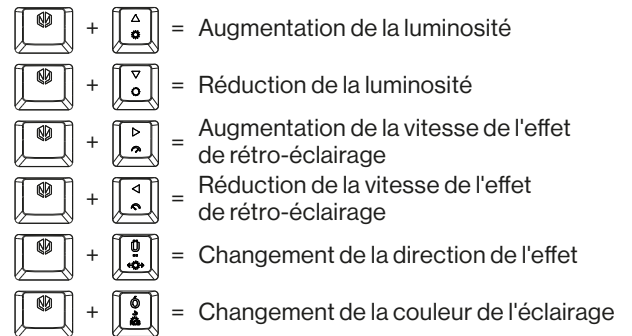 + = Augmentation de la luminosité
+ = Réduction de la luminosité
+ = Augmentation de la vitesse de l'effet
de rétro-éclairage
+ = Réduction de la vitesse de l'effet
de rétro-éclairage
+ = Changement de la direction de l'effet
+ = Changement de la couleur de l'éclairage